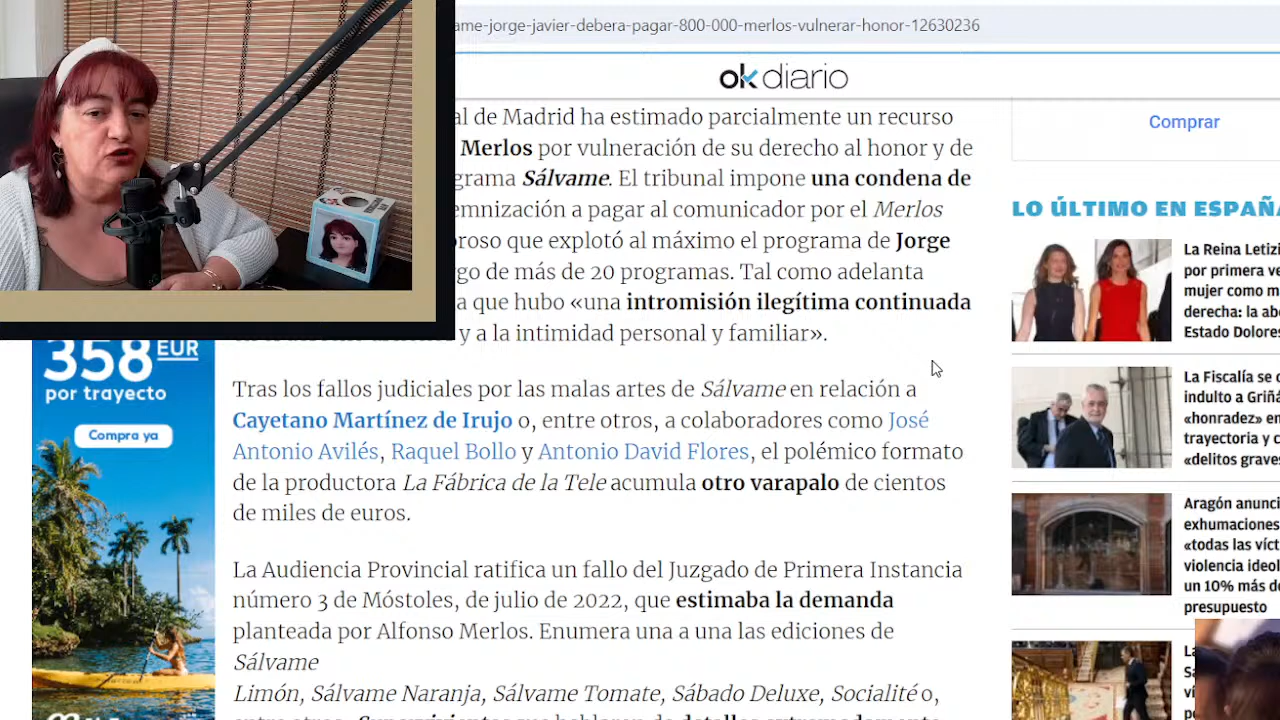 ame-jorge-javier-debera-pagar-800-000-merlos-vulnerar-honor-12630236
okdiario
al de Madrid ha estimado parcialmente un recurso
Merlos por vulneración de su derecho al honor y de
grama Sálvame. El tribunal impone una condena de
emnización a pagar al comunicador por el Merlos
oroso que explotó al máximo el programa de Jorge
go de más de 20 programas. Tal como adelanta
a que hubo «una intromisión ilegítima continuada
y a la intimidad personal y familiar».
Tras los fallos judiciales por las malas artes de Sálvame en relación a
Cayetano Martínez de Irujo o, entre otros, a colaboradores como José
Antonio Avilés, Raquel Bollo y Antonio David Flores, el polémico formato
de la productora La Fábrica de la Tele acumula otro varapalo de cientos
de miles de euros.
La Audiencia Provincial ratifica un fallo del Juzgado de Primera Instancia
número 3 de Móstoles, de julio de 2022, que estimaba la demanda
planteada por Alfonso Merlos. Enumera una a una las ediciones de
Sálvame
Limón, Sálvame Naranja, Sálvame Tomate, Sábado Deluxe, Socialité o,
358 EUR
por trayecto
Compra ya
Comprar
LO ÚLTIMO EN ESPAÑA
La Reina Letizi
por primera ve
mujer como m
derecha: la abo
Estado Dolores
La Fiscalía se o
indulto a Griñá
«honradez» en
trayectoria y c
«delitos graves
Aragón anunci
exhumaciones
«todas las víct
violencia ideol
un 10% más de
presupuesto